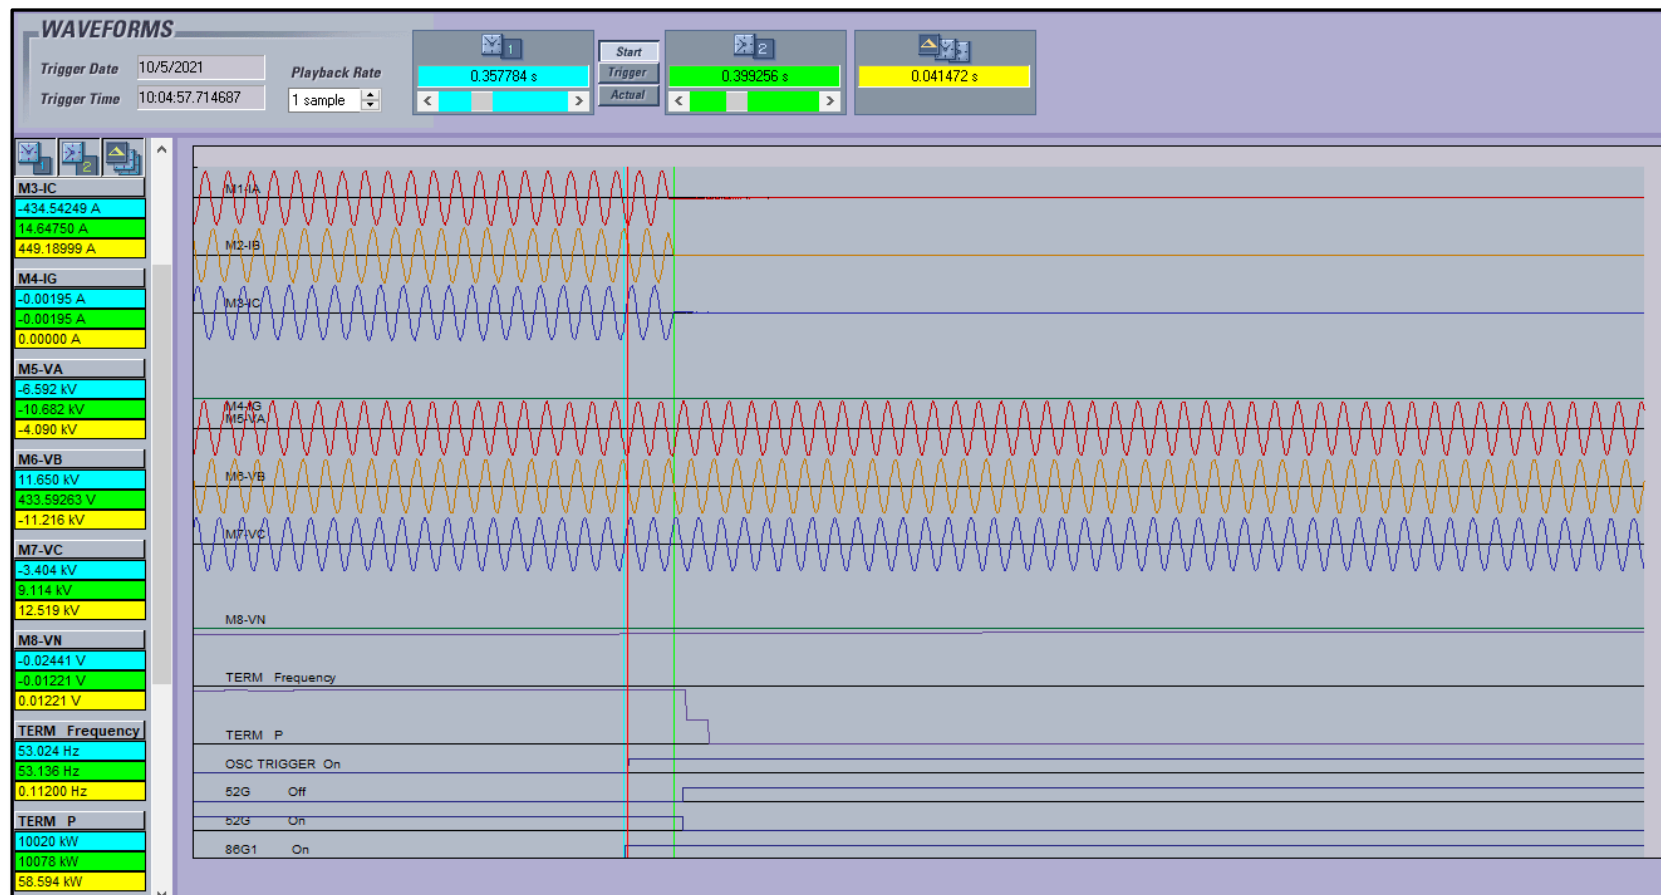 WAVEFORMS
Trigger Date 10/5/2021
Trigger Time 10:04:57.714687
Playback Rate
1 sample
1
0.357784 s
Start
Trigger
Actual
2
0.399256 s
0.041472 s
1
2
M3-IC
-434.54249 A
14.64750 A
449.18999 A
M4-IG
-0.00195 A
-0.00195 A
0.00000 A
M5-VA
-6.592 kV
-10.682 kV
-4.090 kV
M6-VB
11.650 kV
433.59263 V
-11.216 kV
M7-VC
-3.404 kV
9.114 kV
12.519 kV
M8-VN
-0.02441 V
-0.01221 V
0.01221 V
TERM Frequency
53.024 Hz
53.136 Hz
0.11200 Hz
TERM P
10020 kW
10078 kW
58.594 kW
M1-IA
M2-IB
M3-IC
M4-IG
M5-VA
M6-VB
M7-VC
M8-VN
TERM Frequency
TERM P
OSC TRIGGER On
52G Off
52G On
86G1 On